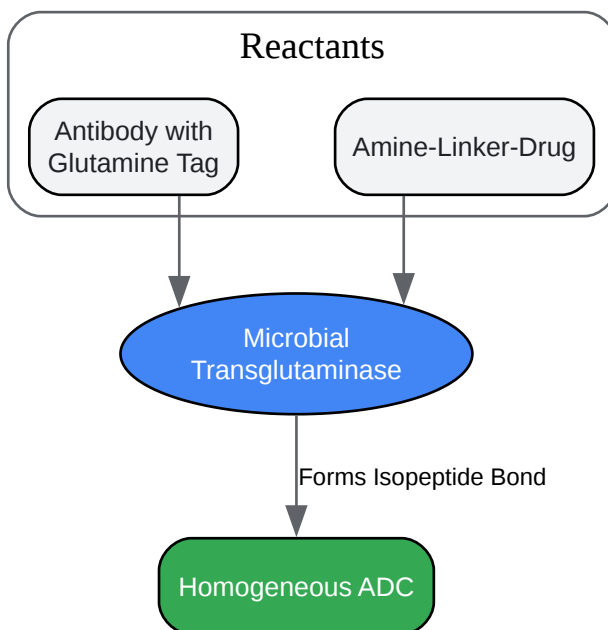 Reactants
Antibody with
Glutamine Tag
Amine-Linker-Drug
Microbial
Transglutaminase
Forms Isopeptide Bond
Homogeneous ADC